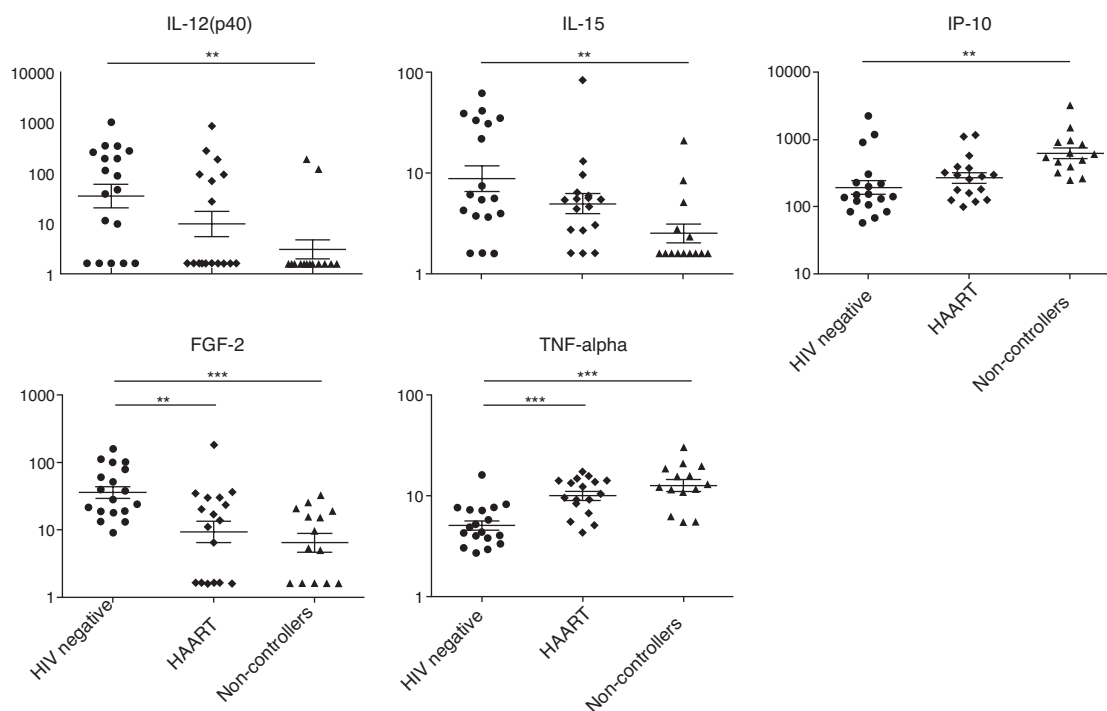 IL-12(p40)
**
10000
1000
100
10
1
IL-15
**
100
10
1
IP-10
**
10000
1000
100
10
HIV negative
HAART
Non-controllers
FGF-2
***
**
1000
100
10
1
HIV negative
HAART
Non-controllers
TNF-alpha
***
***
100
10
1
HIV negative
HAART
Non-controllers